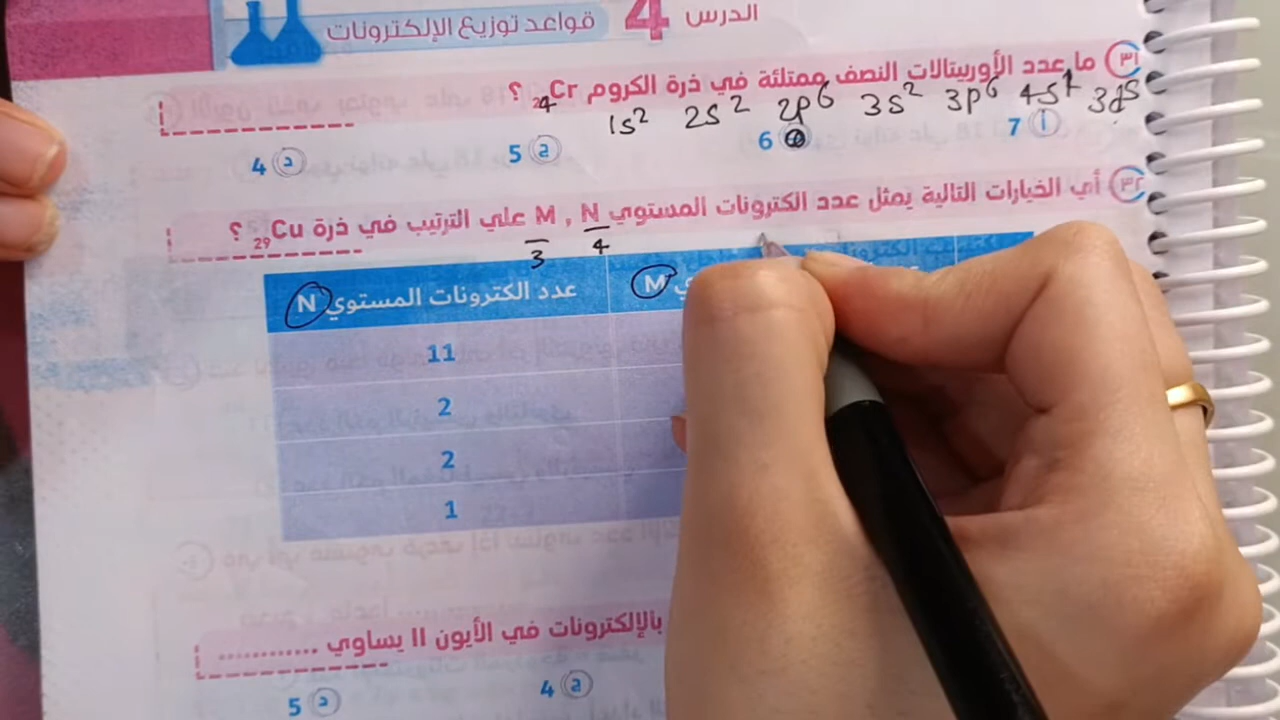 الدرس 4 قواعد توزيع الإلكترونات
٣١ ما عدد الأوربيتالات النصف ممتلئة في ذرة الكروم ₂₄Cr ؟
1s² 2s² 2p⁶ 3s² 3p⁶ 4s¹ 3d⁵
أ 7
6
5
د 4
٣٢ أي الخيارات التالية يمثل عدد الكترونات المستوي M , N علي الترتيب في ذرة ₂₉Cu ؟
3 4
M عدد الكترونات المستوي N
11
2
2
1
بالإلكترونات في الأيون II يساوي ............
4
د 5